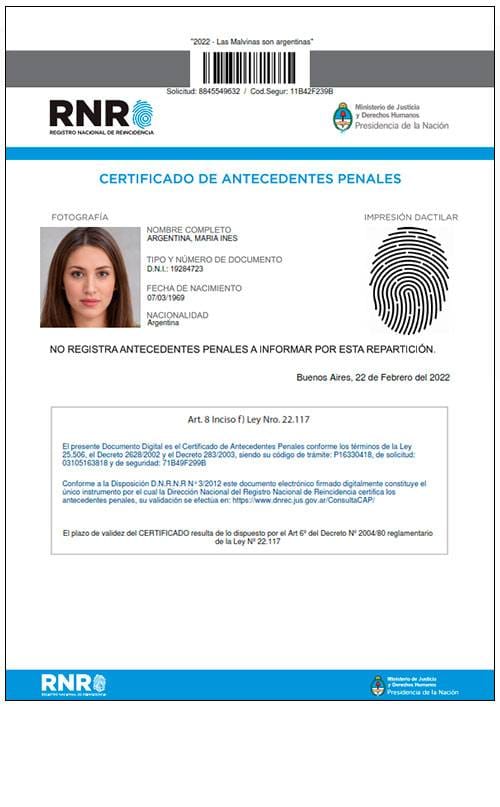 "2022 - Las Malvinas son argentinas"
Solicitud: 8845549632 / Cod.Segur: 11B42F239B
RNR
REGISTRO NACIONAL DE REINCIDENCIA
Ministerio de Justicia
y Derechos Humanos
Presidencia de la Nación
CERTIFICADO DE ANTECEDENTES PENALES
FOTOGRAFÍA
IMPRESIÓN DACTILAR
NOMBRE COMPLETO
ARGENTINA, MARIA INES
TIPO Y NÚMERO DE DOCUMENTO
D.N.I.: 19284723
FECHA DE NACIMIENTO
07/03/1969
NACIONALIDAD
Argentina
NO REGISTRA ANTECEDENTES PENALES A INFORMAR POR ESTA REPARTICIÓN.
Buenos Aires, 22 de Febrero del 2022
Art. 8 Inciso f) Ley Nro. 22.117
El presente Documento Digital es el Certificado de Antecedentes Penales conforme los términos de la Ley
25.506, el Decreto 2628/2002 y el Decreto 283/2003, siendo su código de trámite: P16330418, de solicitud:
03105163818 y de seguridad: 71B49F299B
Conforme a la Disposición D.N.R.N.R N° 3/2012 este documento electrónico firmado digitalmente constituye el
único instrumento por el cual la Dirección Nacional del Registro Nacional de Reincidencia certifica los
antecedentes penales, su validación se efectúa en: https://www.dnrec.jus.gov.ar/ConsultaCAP/
El plazo de validez del CERTIFICADO resulta de lo dispuesto por el Art 6º del Decreto Nº 2004/80 reglamentario
de la Ley Nº 22.117
RNR
REGISTRO NACIONAL DE REINCIDENCIA
Ministerio de Justicia
y Derechos Humanos
Presidencia de la Nación